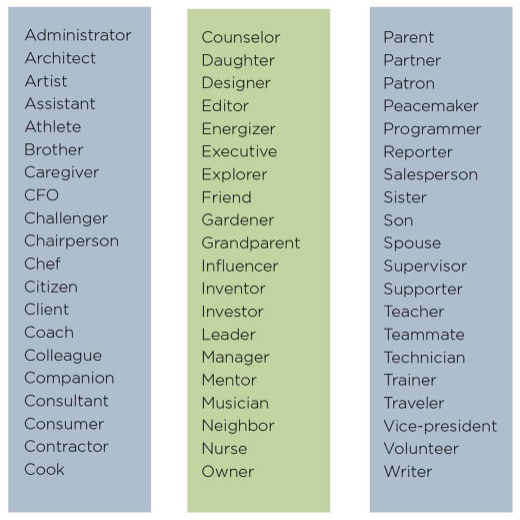 Administrator
Architect
Artist
Assistant
Athlete
Brother
Caregiver
CFO
Challenger
Chairperson
Chef
Citizen
Client
Coach
Colleague
Companion
Consultant
Consumer
Contractor
Cook
Counselor
Daughter
Designer
Editor
Energizer
Executive
Explorer
Friend
Gardener
Grandparent
Influencer
Inventor
Investor
Leader
Manager
Mentor
Musician
Neighbor
Nurse
Owner
Parent
Partner
Patron
Peacemaker
Programmer
Reporter
Salesperson
Sister
Son
Spouse
Supervisor
Supporter
Teacher
Teammate
Technician
Trainer
Traveler
Vice-president
Volunteer
Writer